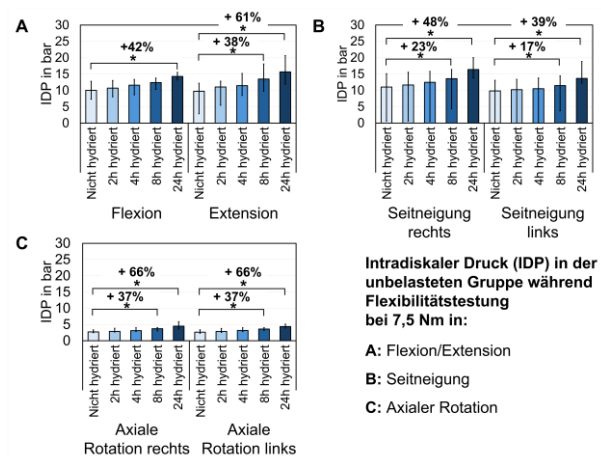 A
IDP in bar
30
25
20
15
10
5
0
+42%
*
+ 61%
*
+ 38%
*
Nicht hydriert
2h hydriert
4h hydriert
8h hydriert
24h hydriert
Nicht hydriert
2h hydriert
4h hydriert
8h hydriert
24h hydriert
Flexion
Extension
B
IDP in bar
30
25
20
15
10
5
0
+ 48%
*
+ 23%
*
+ 39%
*
+ 17%
*
Nicht hydriert
2h hydriert
4h hydriert
8h hydriert
24h hydriert
Nicht hydriert
2h hydriert
4h hydriert
8h hydriert
24h hydriert
Seitneigung
rechts
Seitneigung
links
C
IDP in bar
30
25
20
15
10
5
0
+ 66%
*
+ 37%
*
+ 66%
*
+ 37%
*
Nicht hydriert
2h hydriert
4h hydriert
8h hydriert
24h hydriert
Nicht hydriert
2h hydriert
4h hydriert
8h hydriert
24h hydriert
Axiale
Rotation rechts
Axiale
Rotation links
Intradiskaler Druck (IDP) in der
unbelasteten Gruppe während
Flexibilitätstestung
bei 7,5 Nm in:
A: Flexion/Extension
B: Seitneigung
C: Axialer Rotation